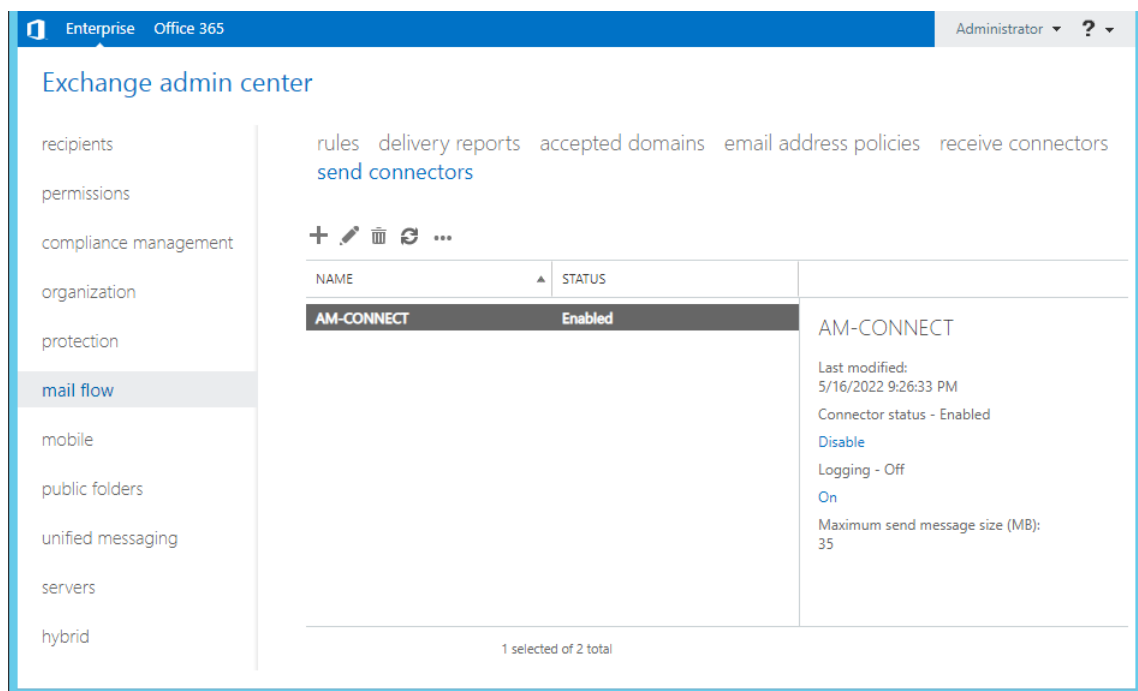 Enterprise Office 365
Administrator ?
Exchange admin center
recipients
permissions
compliance management
organization
protection
mail flow
mobile
public folders
unified messaging
servers
hybrid
rules delivery reports accepted domains email address policies receive connectors
send connectors
NAME STATUS
AM-CONNECT Enabled
AM-CONNECT
Last modified:
5/16/2022 9:26:33 PM
Connector status - Enabled
Disable
Logging - Off
On
Maximum send message size (MB):
35
1 selected of 2 total